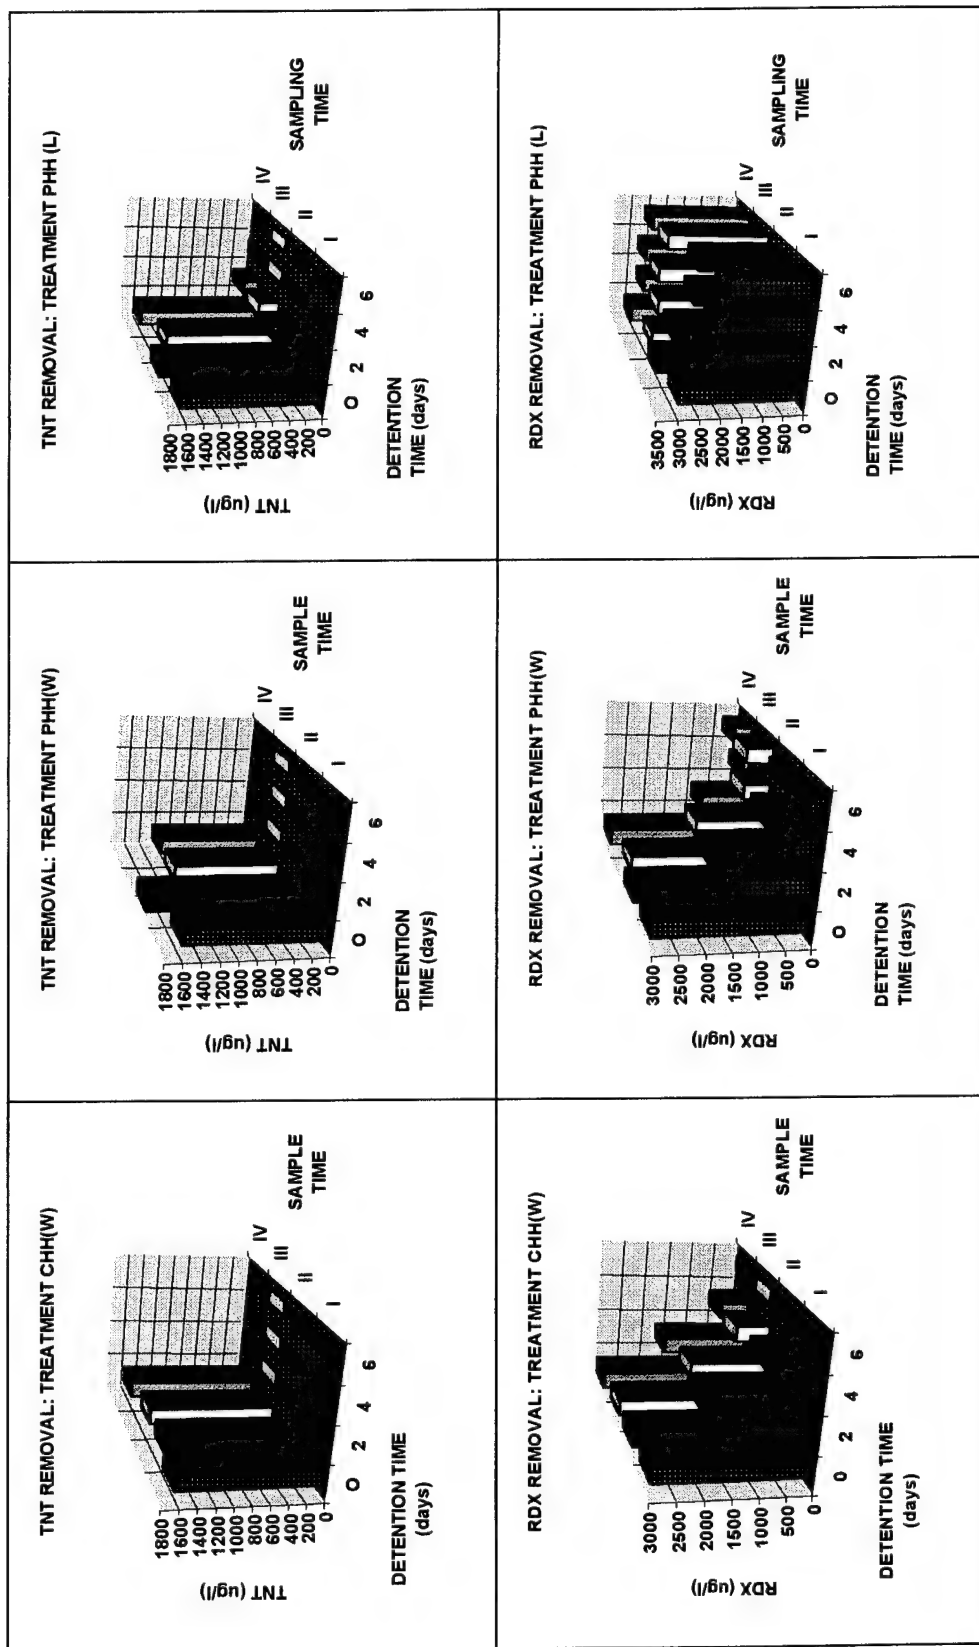 TNT REMOVAL: TREATMENT CHH(W)
TNT (ug/l)
1800
1600
1400
1200
1000
800
600
400
200
0
O 2 4 6
I
II
III
IV
DETENTION TIME
(days)
SAMPLE
TIME
TNT REMOVAL: TREATMENT PHH(W)
TNT (ug/l)
1800
1600
1400
1200
1000
800
600
400
200
0
O 2 4 6
I
II
III
IV
DETENTION
TIME (days)
SAMPLE
TIME
TNT REMOVAL: TREATMENT PHH (L)
TNT (ug/l)
1800
1600
1400
1200
1000
800
600
400
200
0
O 2 4 6
I
II
III
IV
DETENTION
TIME (days)
SAMPLING
TIME
RDX REMOVAL: TREATMENT CHH(W)
RDX (ug/l)
3000
2500
2000
1500
1000
500
0
0 2 4 6
I
II
III
IV
DETENTION TIME
(days)
SAMPLE
TIME
RDX REMOVAL: TREATMENT PHH(W)
RDX (ug/l)
3000
2500
2000
1500
1000
500
0
O 2 4 6
I
II
III
IV
DETENTION
TIME (days)
SAMPLE
TIME
RDX REMOVAL: TREATMENT PHH (L)
RDX (ug/l)
3500
3000
2500
2000
1500
1000
500
0
O 2 4 6
I
II
III
IV
DETENTION
TIME (days)
SAMPLING
TIME